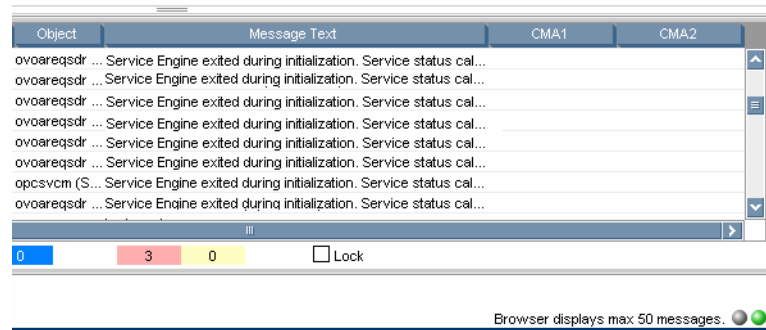 Object Message Text CMA1 CMA2
ovoareqsdr ... Service Engine exited during initialization. Service status cal...
ovoareqsdr ... Service Engine exited during initialization. Service status cal...
ovoareqsdr ... Service Engine exited during initialization. Service status cal...
ovoareqsdr ... Service Engine exited during initialization. Service status cal...
ovoareqsdr ... Service Engine exited during initialization. Service status cal...
ovoareqsdr ... Service Engine exited during initialization. Service status cal...
opcsvcm (S... Service Engine exited during initialization. Service status cal...
ovoareqsdr ... Service Engine exited during initialization. Service status cal...
0 3 0 Lock
Browser displays max 50 messages.